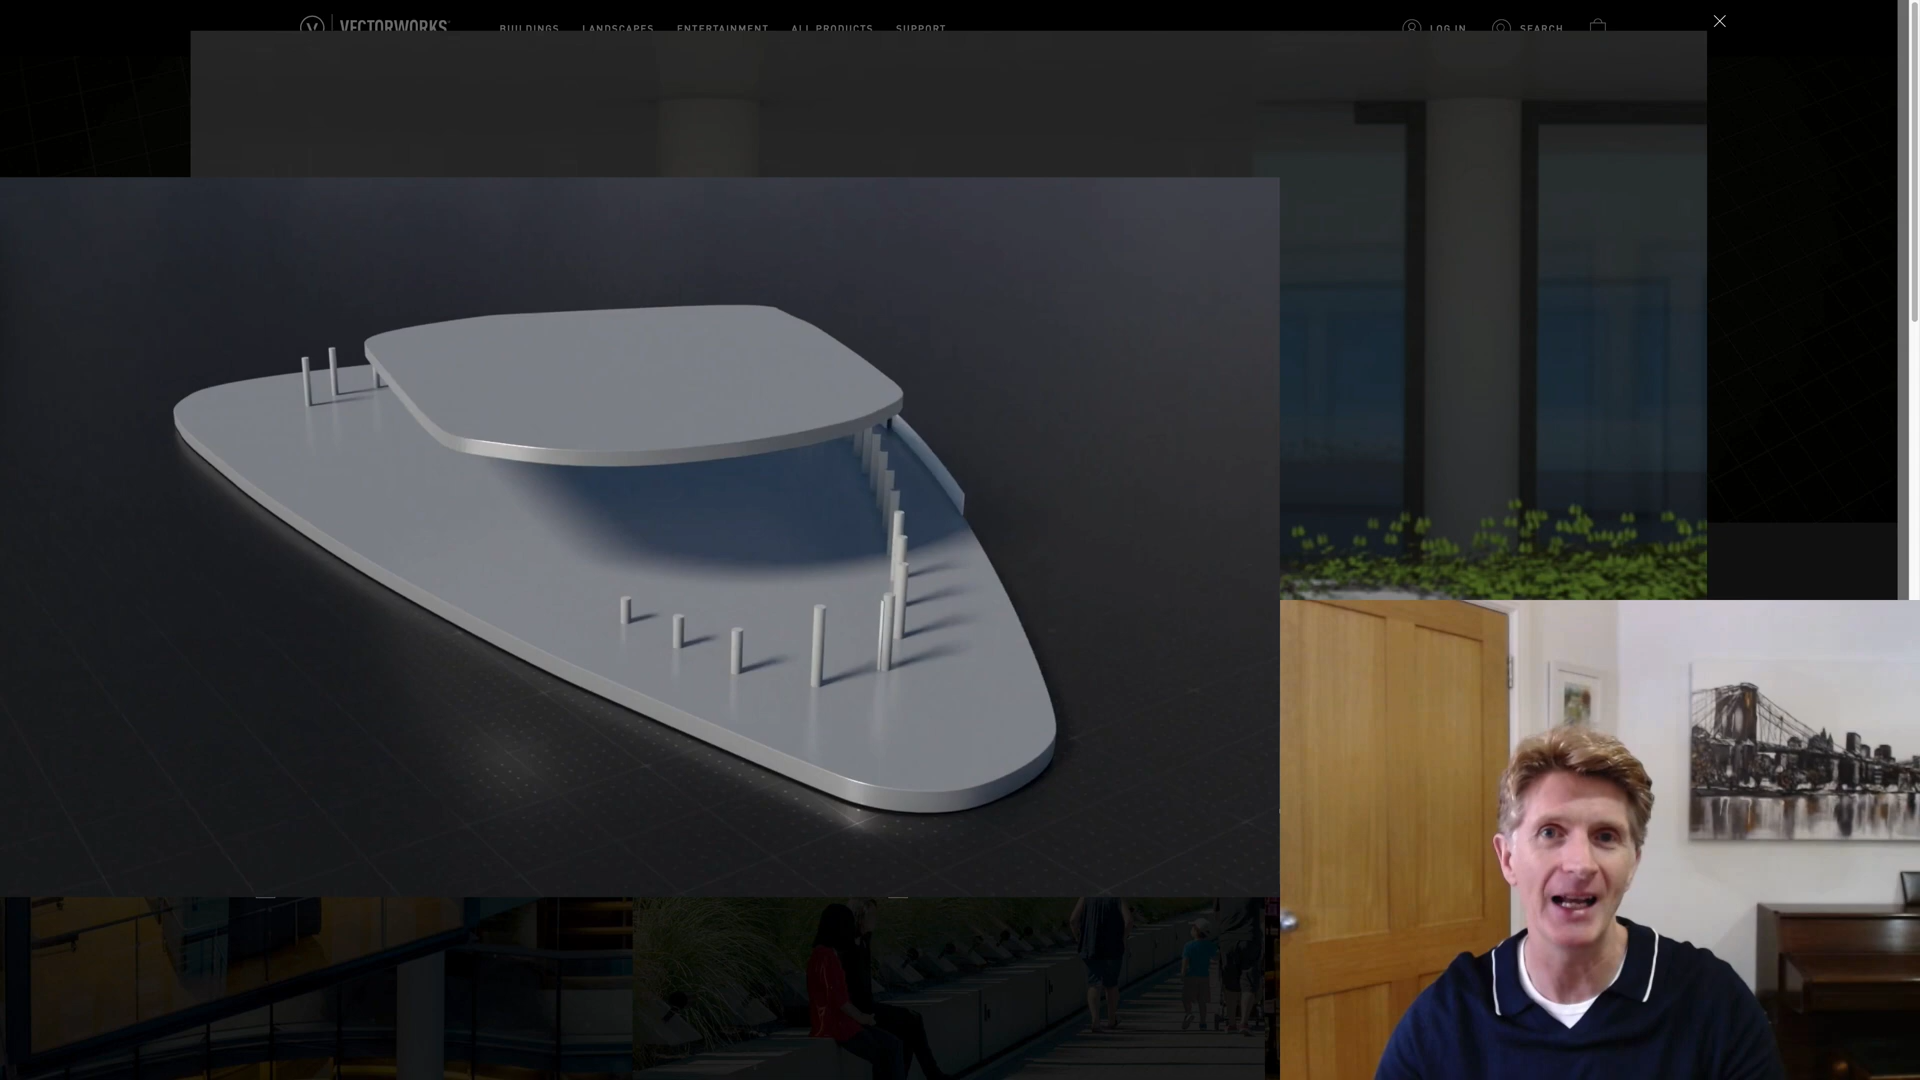 VECTORWORKS
BUILDINGS LANDSCAPES ENTERTAINMENT ALL PRODUCTS SUPPORT
LOG IN SEARCH